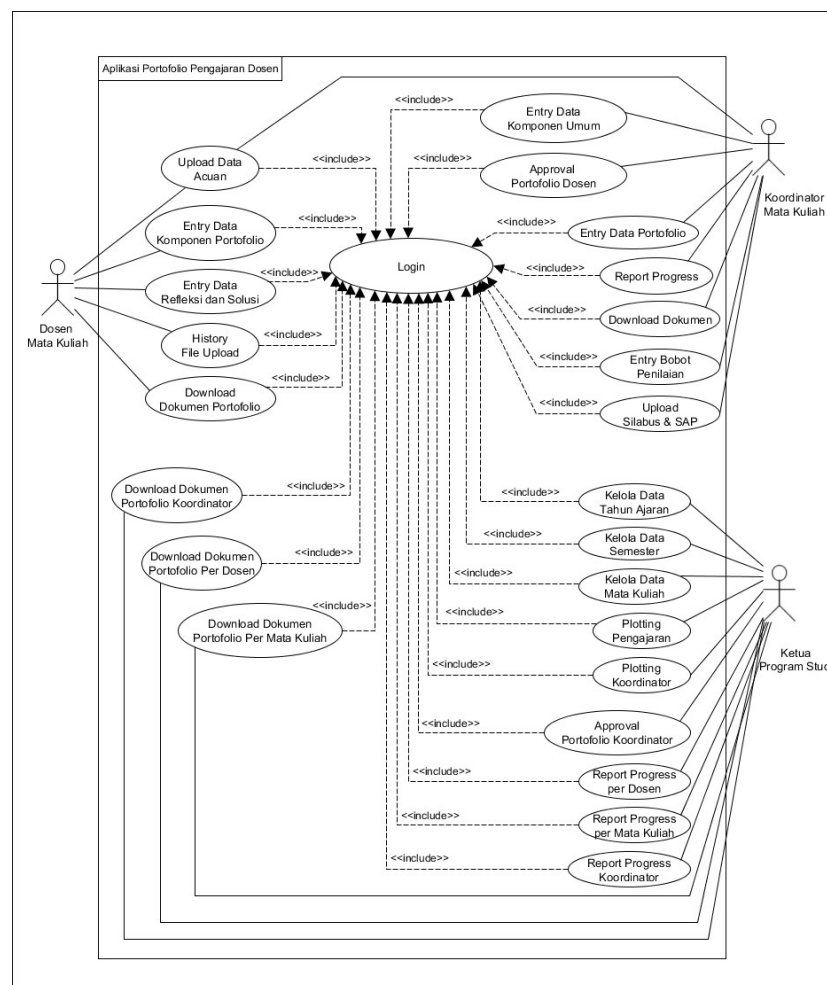 Aplikasi Portofolio Pengajaran Dosen
<<include>>
Entry Data
Komponen Umum
Upload Data
Acuan
<<include>>
<<include>>
Approval
Portofolio Dosen
Koordinator
Mata Kuliah
Entry Data
Komponen Portofolio
<<include>>
<<include>>
Entry Data Portofolio
Login
Entry Data
Refleksi dan Solusi
<<include>>
<<include>>
Report Progress
Dosen
Mata Kuliah
History
File Upload
<<include>>
<<include>>
Download Dokumen
Download
Dokumen Portofolio
<<include>>
<<include>>
Entry Bobot
Penilaian
<<include>>
Upload
Silabus & SAP
Download Dokumen
Portofolio Koordinator
<<include>>
<<include>>
Kelola Data
Tahun Ajaran
Download Dokumen
Portofolio Per Dosen
<<include>>
<<include>>
Kelola Data
Semester
<<include>>
Kelola Data
Mata Kuliah
Download Dokumen
Portofolio Per Mata Kuliah
<<include>>
<<include>>
Plotting
Pengajaran
Ketua
Program Stud
<<include>>
Plotting
Koordinator
<<include>>
Approval
Portofolio Koordinator
<<include>>
Report Progress
per Dosen
<<include>>
Report Progress
per Mata Kuliah
<<include>>
Report Progress
Koordinator